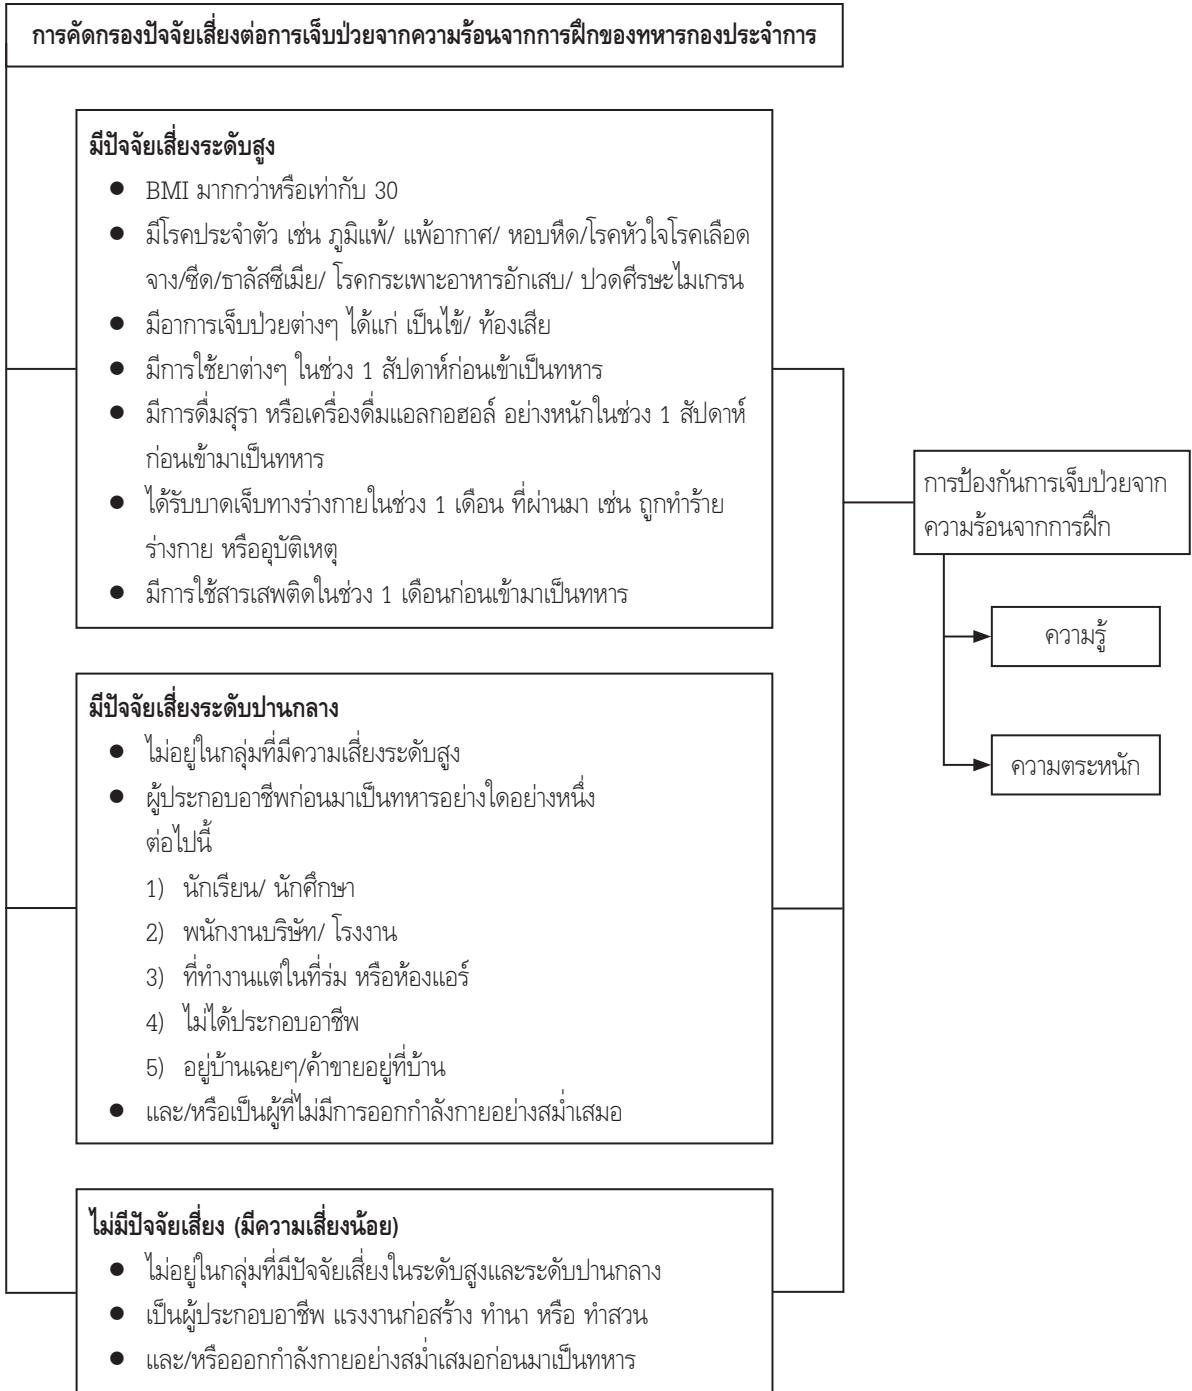 การคัดกรองปัจจัยเสี่ยงต่อการเจ็บป่วยจากความร้อนจากการฝึกของทหารกองประจำการ
มีปัจจัยเสี่ยงระดับสูง
● BMI มากกว่าหรือเท่ากับ 30
● มีโรคประจำตัว เช่น ภูมิแพ้/ แพ้อากาศ/ หอบหืด/โรคหัวใจโรคเลือด
จาง/ซีด/ธาลัสซีเมีย/ โรคกระเพาะอาหารอักเสบ/ ปวดศีรษะไมเกรน
● มีอาการเจ็บป่วยต่างๆ ได้แก่ เป็นไข้/ ท้องเสีย
● มีการใช้ยาต่างๆ ในช่วง 1 สัปดาห์ก่อนเข้าเป็นทหาร
● มีการดื่มสุรา หรือเครื่องดื่มแอลกอฮอล์ อย่างหนักในช่วง 1 สัปดาห์
ก่อนเข้ามาเป็นทหาร
● ได้รับบาดเจ็บทางร่างกายในช่วง 1 เดือน ที่ผ่านมา เช่น ถูกทำร้าย
ร่างกาย หรืออุบัติเหตุ
● มีการใช้สารเสพติดในช่วง 1 เดือนก่อนเข้ามาเป็นทหาร
มีปัจจัยเสี่ยงระดับปานกลาง
● ไม่อยู่ในกลุ่มที่มีความเสี่ยงระดับสูง
● ผู้ประกอบอาชีพก่อนมาเป็นทหารอย่างใดอย่างหนึ่ง
ต่อไปนี้
1) นักเรียน/ นักศึกษา
2) พนักงานบริษัท/ โรงงาน
3) ที่ทำงานแต่ในที่ร่ม หรือห้องแอร์
4) ไม่ได้ประกอบอาชีพ
5) อยู่บ้านเฉยๆ/ค้าขายอยู่ที่บ้าน
● และ/หรือเป็นผู้ที่ไม่มีการออกกำลังกายอย่างสม่ำเสมอ
ไม่มีปัจจัยเสี่ยง (มีความเสี่ยงน้อย)
● ไม่อยู่ในกลุ่มที่มีปัจจัยเสี่ยงในระดับสูงและระดับปานกลาง
● เป็นผู้ประกอบอาชีพ แรงงานก่อสร้าง ทำนา หรือ ทำสวน
● และ/หรือออกกำลังกายอย่างสม่ำเสมอก่อนมาเป็นทหาร
การป้องกันการเจ็บป่วยจาก
ความร้อนจากการฝึก
ความรู้
ความตระหนัก